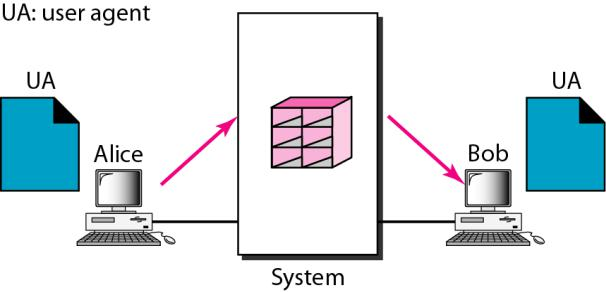 UA: user agent
UA
UA
Alice
Bob
System